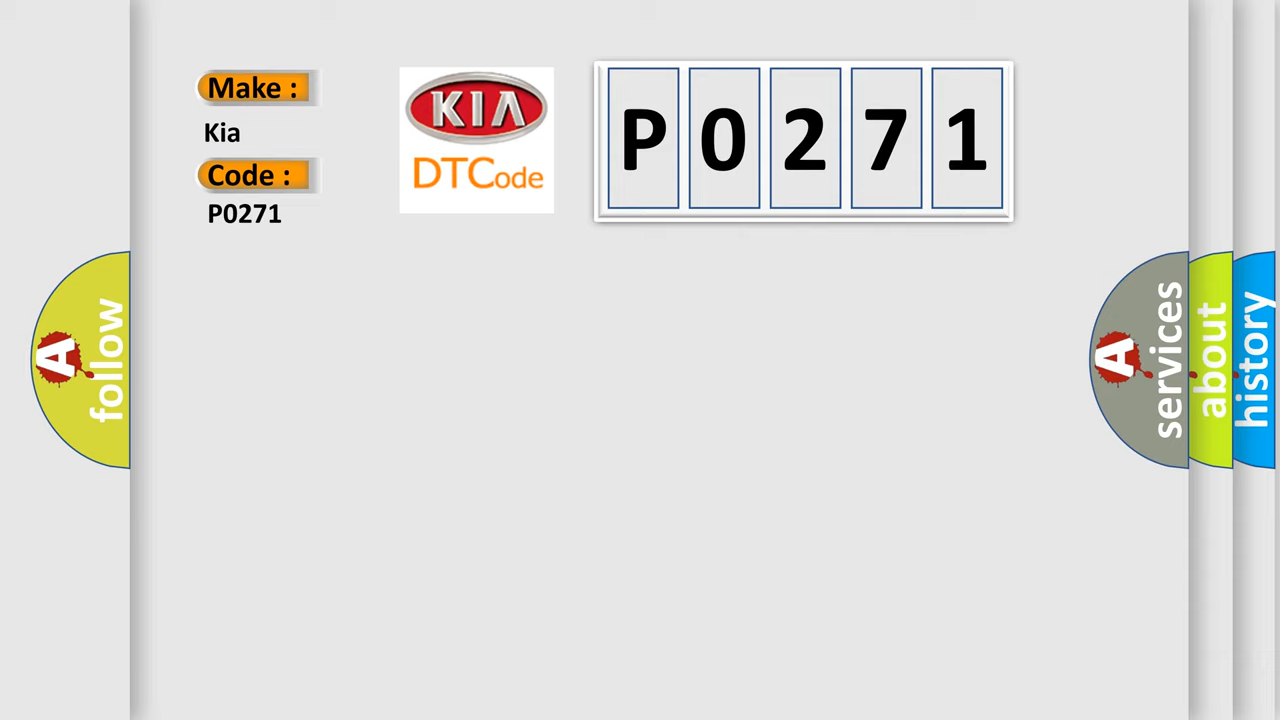 Make :
Kia
Code :
P0271
KIA
DTCode
P 0 2 7 1
A follow
A services
about
history